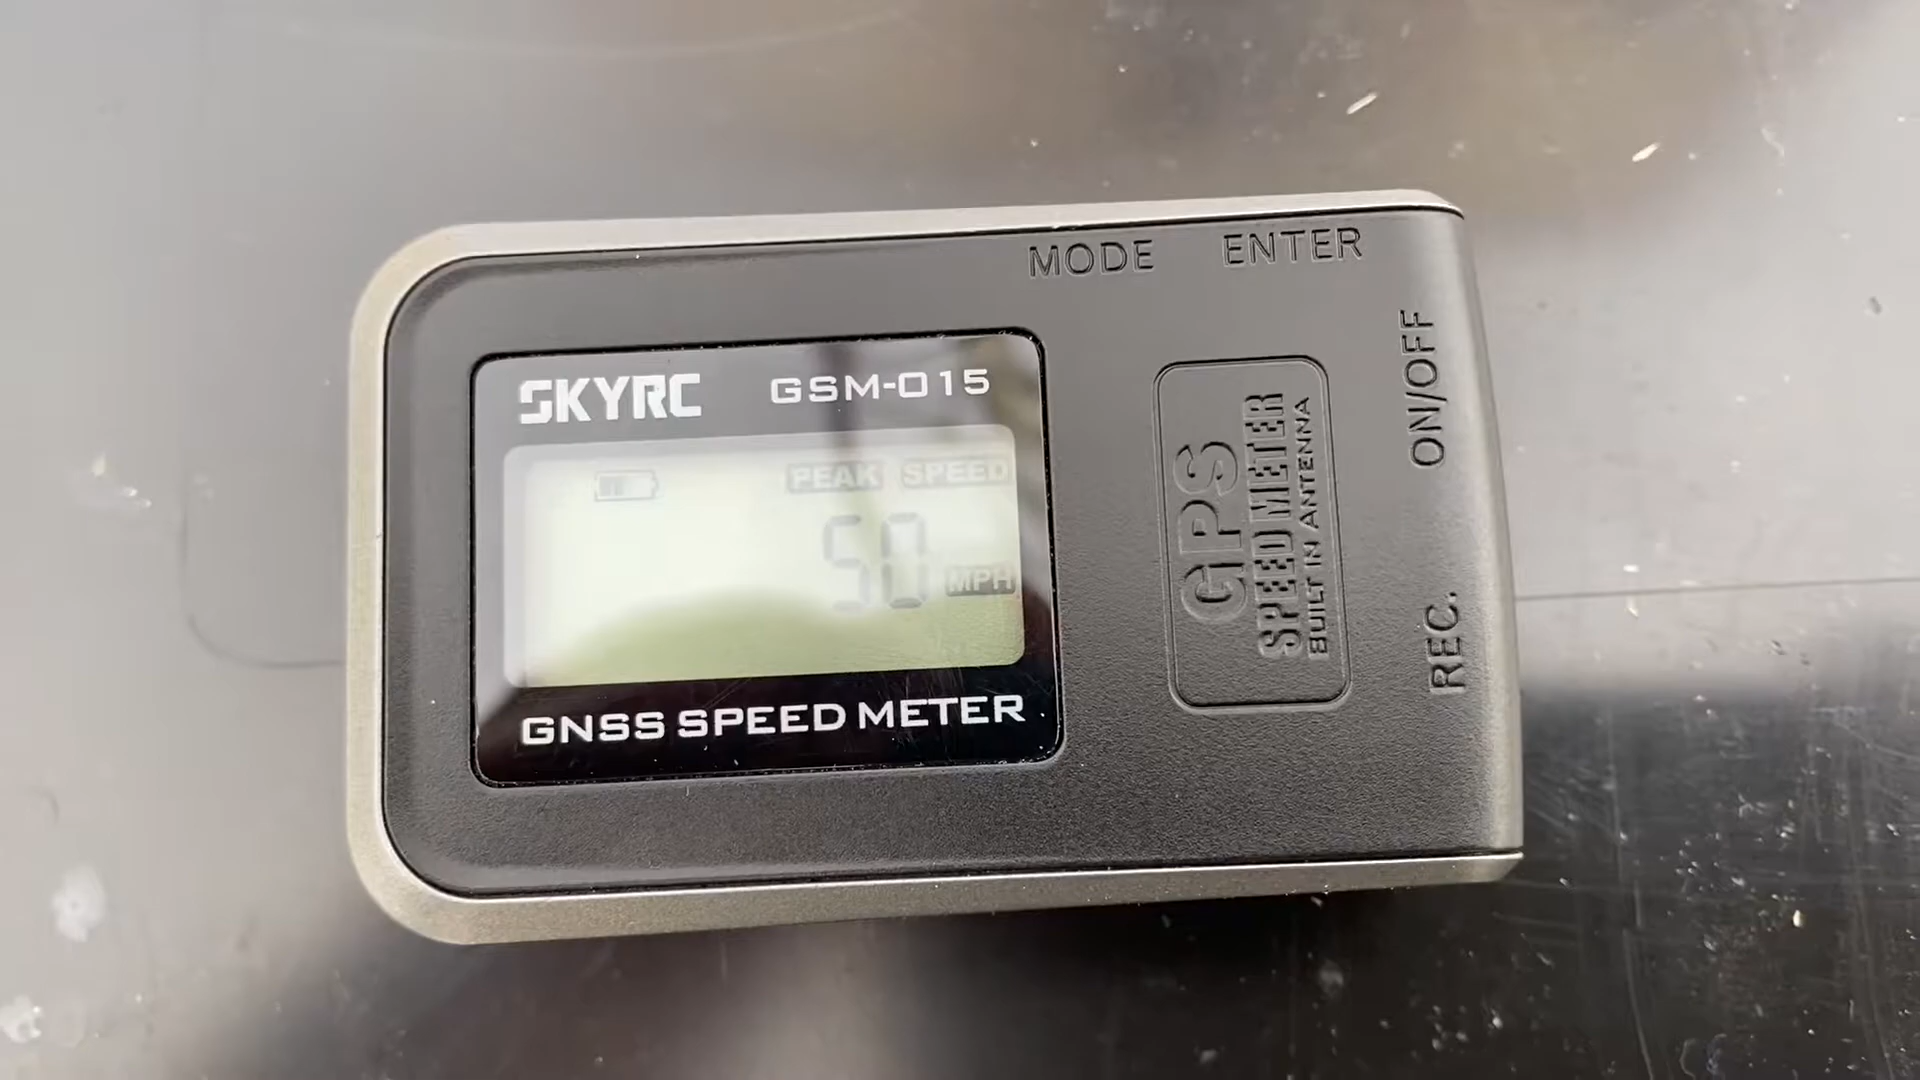 MODE ENTER
SKYRC GSM-015
PEAK SPEED
50 MPH
GNSS SPEED METER
GPS
SPEED METER
BUILT IN ANTENNA
ON/OFF
REC.